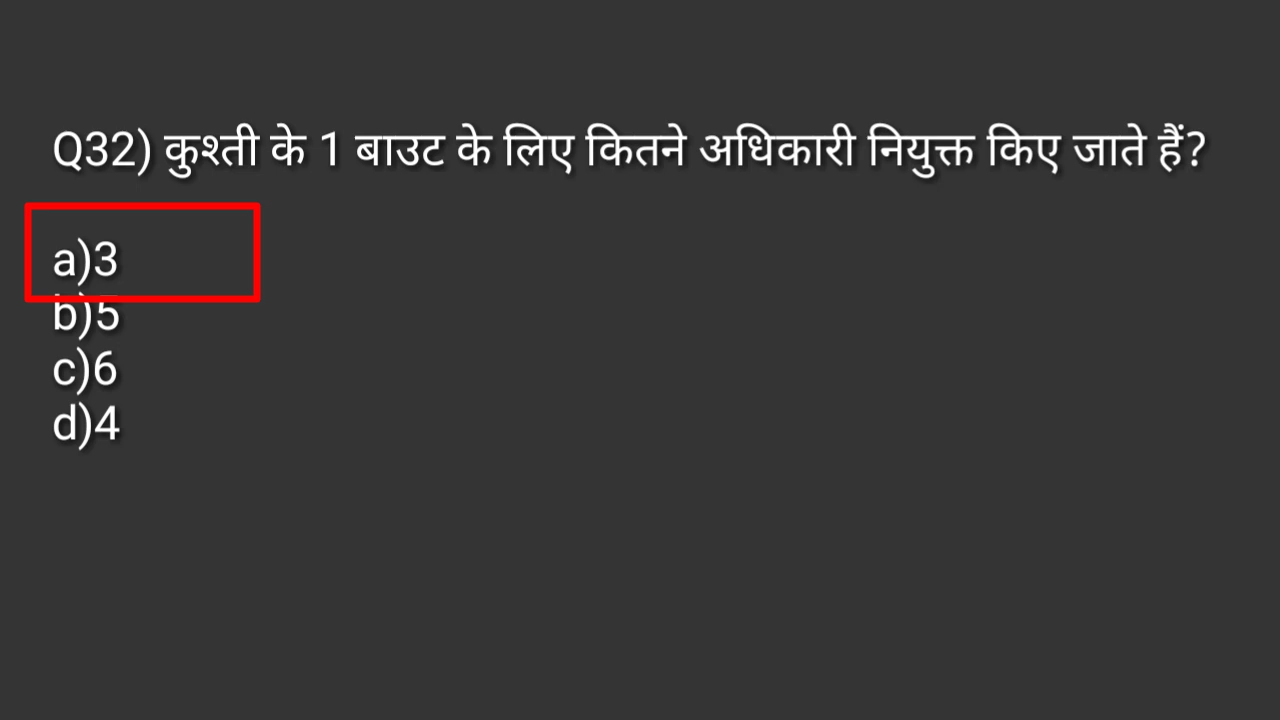 Q32) कुश्ती के 1 बाउट के लिए कितने अधिकारी नियुक्त किए जाते हैं?
a)3
b)5
c)6
d)4